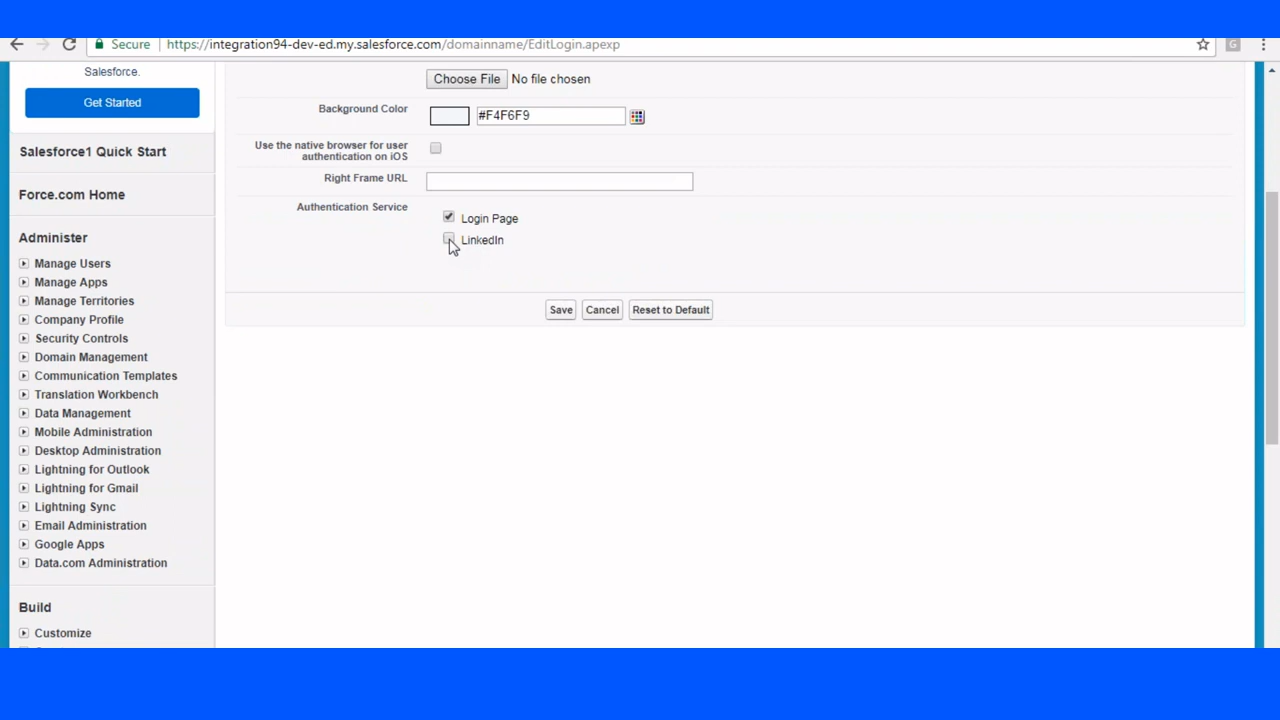 Secure
https://integration94-dev-ed.my.salesforce.com/domainname/EditLogin.apexp
G
Salesforce.
Get Started
Salesforce1 Quick Start
Force.com Home
Administer
Manage Users
Manage Apps
Manage Territories
Company Profile
Security Controls
Domain Management
Communication Templates
Translation Workbench
Data Management
Mobile Administration
Desktop Administration
Lightning for Outlook
Lightning for Gmail
Lightning Sync
Email Administration
Google Apps
Data.com Administration
Build
Customize
Choose File No file chosen
Background Color #F4F6F9
Use the native browser for user
authentication on iOS
Right Frame URL
Authentication Service
Login Page
LinkedIn
Save Cancel Reset to Default